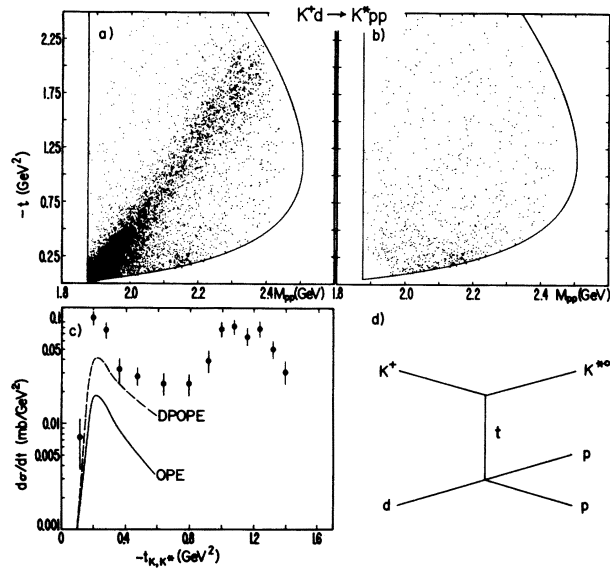 K⁺d → K*pp
a)
b)
2.25
1.75
1.25
0.75
0.25
-t (GeV²)
1.8
2.0
2.2
2.4
Mpp(GeV)
1.8
2.0
2.2
2.4
Mpp(GeV)
c)
0.1
0.05
0.01
0.005
0.001
dσ/dt (mb/GeV²)
DPOPE
OPE
0
0.4
0.8
1.2
1.6
-t K,K* (GeV²)
d)
K⁺
K*⁰
t
p
d
p